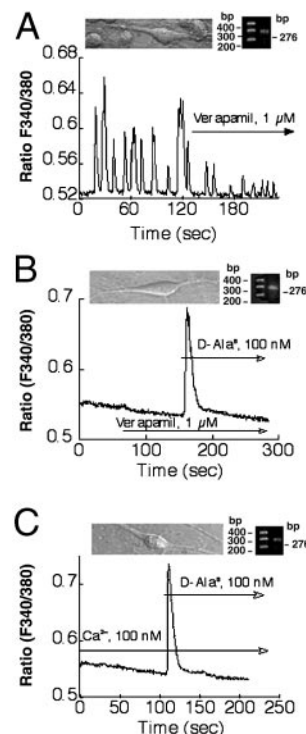 A
bp
400
300
200
276
0.68
0.64
0.60
0.56
0.52
Ratio F340/380
Verapamil, 1 µM
0 60 120 180
Time (sec)
B
bp
400
300
200
bp
276
0.7
0.6
0.5
Ratio (F340/380)
D-Ala⁶, 100 nM
Verapamil, 1 µM
0 100 200 300
Time (sec)
C
bp
400
300
200
bp
276
0.7
0.6
0.5
Ratio (F340/380)
D-Ala⁶, 100 nM
Ca²⁺, 100 nM
0 50 100 150 200 250
Time (sec)